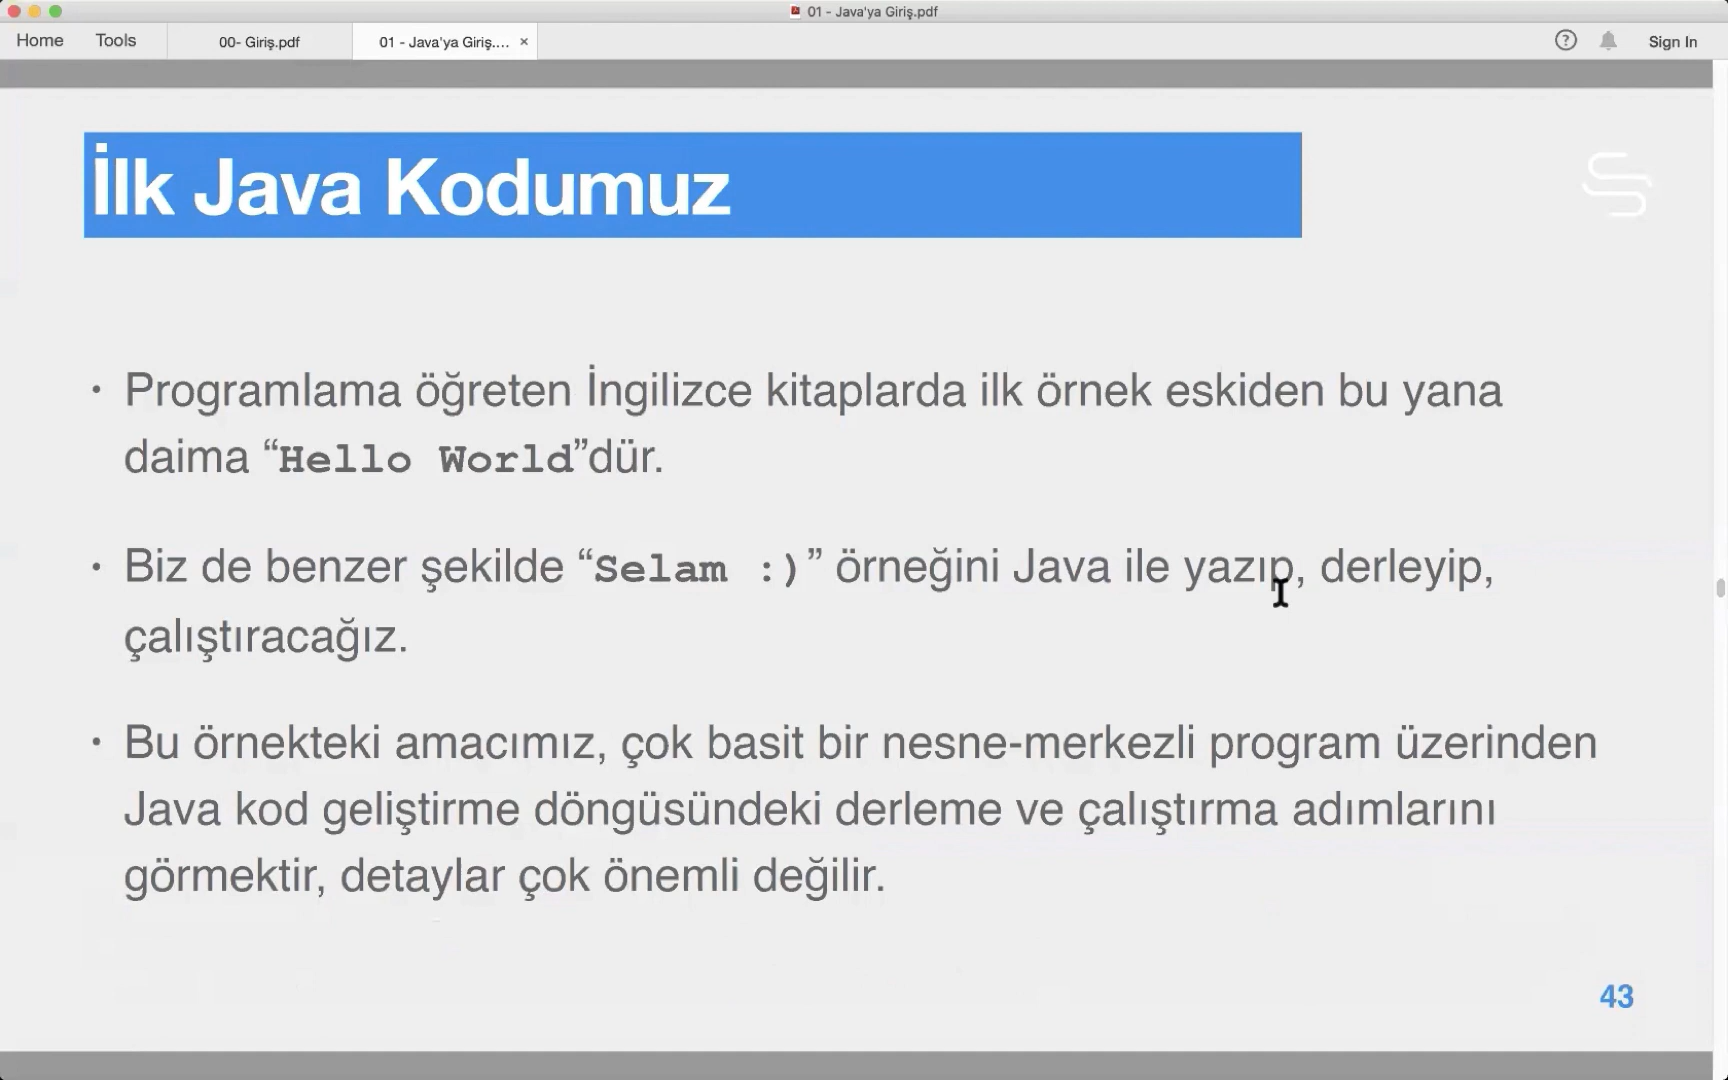 01 - Java'ya Giriş.pdf
Home Tools 00- Giriş.pdf 01 - Java'ya Giriş.... × ? Sign In
İlk Java Kodumuz
• Programlama öğreten İngilizce kitaplarda ilk örnek eskiden bu yana
daima “Hello World”dür.
• Biz de benzer şekilde “Selam :)” örneğini Java ile yazıp, derleyip,
çalıştıracağız.
• Bu örnekteki amacımız, çok basit bir nesne-merkezli program üzerinden
Java kod geliştirme döngüsündeki derleme ve çalıştırma adımlarını
görmektir, detaylar çok önemli değilir.
43